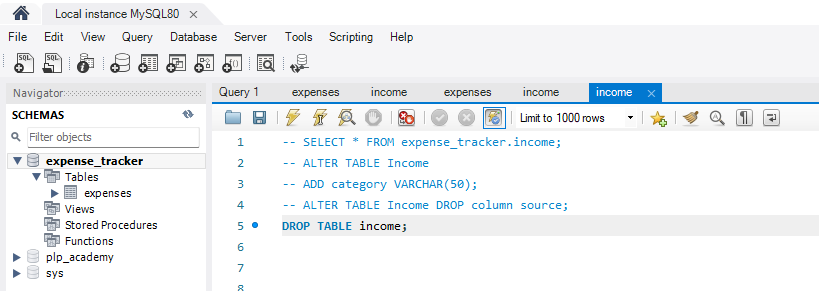 Local instance MySQL80 ×
File Edit View Query Database Server Tools Scripting Help
Navigator
SCHEMAS
Filter objects
expense_tracker
Tables
expenses
Views
Stored Procedures
Functions
plp_academy
sys
Query 1 expenses income expenses income income ×
Limit to 1000 rows
1 -- SELECT * FROM expense_tracker.income;
2 -- ALTER TABLE Income
3 -- ADD category VARCHAR(50);
4 -- ALTER TABLE Income DROP column source;
5 DROP TABLE income;
6
7
8